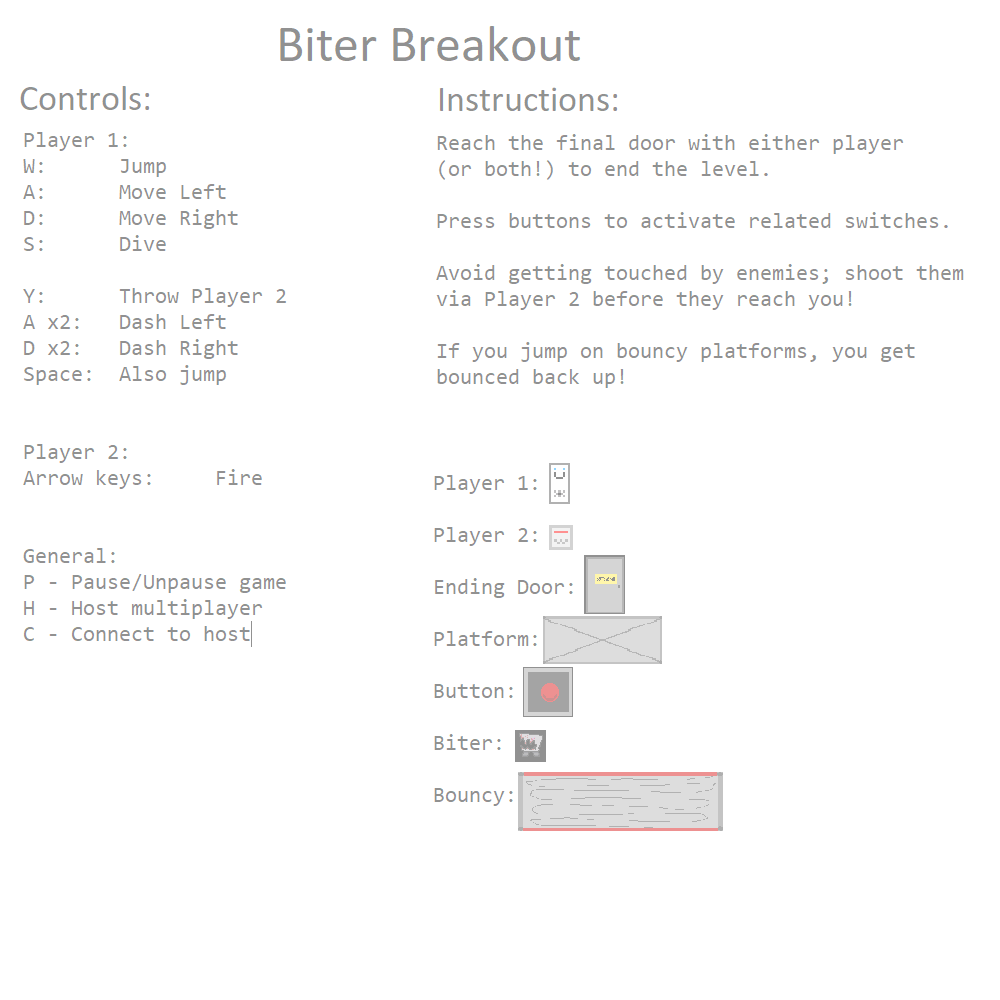 Biter Breakout
Controls:
Player 1:
W:      Jump
A:      Move Left
D:      Move Right
S:      Dive
Y:      Throw Player 2
A x2:   Dash Left
D x2:   Dash Right
Space:  Also jump
Player 2:
Arrow keys:     Fire
General:
P - Pause/Unpause game
H - Host multiplayer
C - Connect to host
Instructions:
Reach the final door with either player
(or both!) to end the level.
Press buttons to activate related switches.
Avoid getting touched by enemies; shoot them
via Player 2 before they reach you!
If you jump on bouncy platforms, you get
bounced back up!
Player 1:
Player 2:
Ending Door:
Platform:
Button:
Biter:
Bouncy: